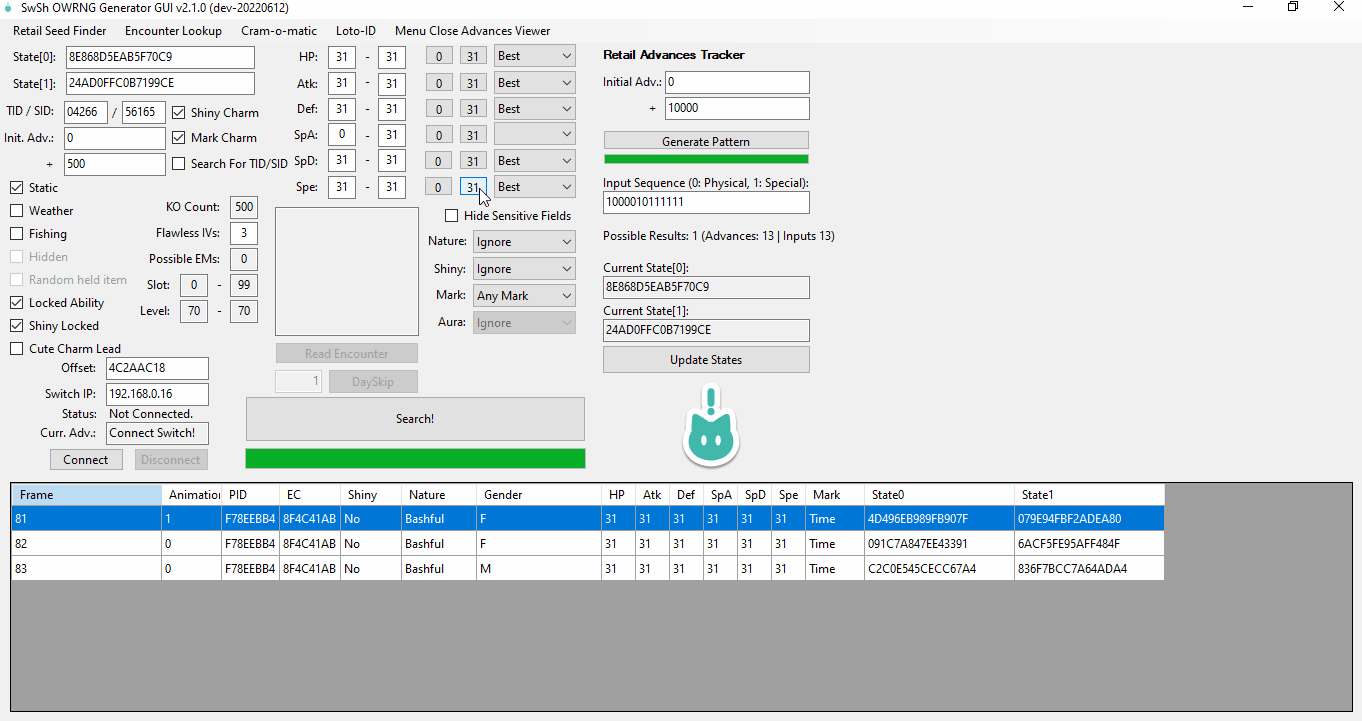 SwSh OWRNG Generator GUI v2.1.0 (dev-20220612)
Retail Seed Finder Encounter Lookup Cram-o-matic Loto-ID Menu Close Advances Viewer
State[0]: 8E868D5EAB5F70C9
State[1]: 24AD0FFC0B7199CE
TID / SID: 04266 / 56165 Shiny Charm
Init. Adv.: 0 Mark Charm
+ 500 Search For TID/SID
Static
Weather
Fishing
Hidden
Random held item
Locked Ability
Shiny Locked
Cute Charm Lead
KO Count: 500
Flawless IVs: 3
Possible EMs: 0
Slot: 0 - 99
Level: 70 - 70
Offset: 4C2AAC18
Switch IP: 192.168.0.16
Status: Not Connected.
Curr. Adv.: Connect Switch!
Connect Disconnect
HP: 31 - 31 0 31 Best
Atk: 31 - 31 0 31 Best
Def: 31 - 31 0 31 Best
SpA: 0 - 31 0 31
SpD: 31 - 31 0 31 Best
Spe: 31 - 31 0 31 Best
Hide Sensitive Fields
Nature: Ignore
Shiny: Ignore
Mark: Any Mark
Aura: Ignore
Read Encounter
1 DaySkip
Search!
Retail Advances Tracker
Initial Adv.: 0
+ 10000
Generate Pattern
Input Sequence (0: Physical, 1: Special):
1000010111111
Possible Results: 1 (Advances: 13 | Inputs 13)
Current State[0]:
8E868D5EAB5F70C9
Current State[1]:
24AD0FFC0B7199CE
Update States
Frame Animation PID EC Shiny Nature Gender HP Atk Def SpA SpD Spe Mark State0 State1
81 1 F78EEBB4 8F4C41AB No Bashful F 31 31 31 31 31 31 Time 4D496EB989FB907F 079E94FBF2ADEA80
82 0 F78EEBB4 8F4C41AB No Bashful F 31 31 31 31 31 31 Time 091C7A847EE43391 6ACF5FE95AFF484F
83 0 F78EEBB4 8F4C41AB No Bashful M 31 31 31 31 31 31 Time C2C0E545CECC67A4 836F7BCC7A64ADA4